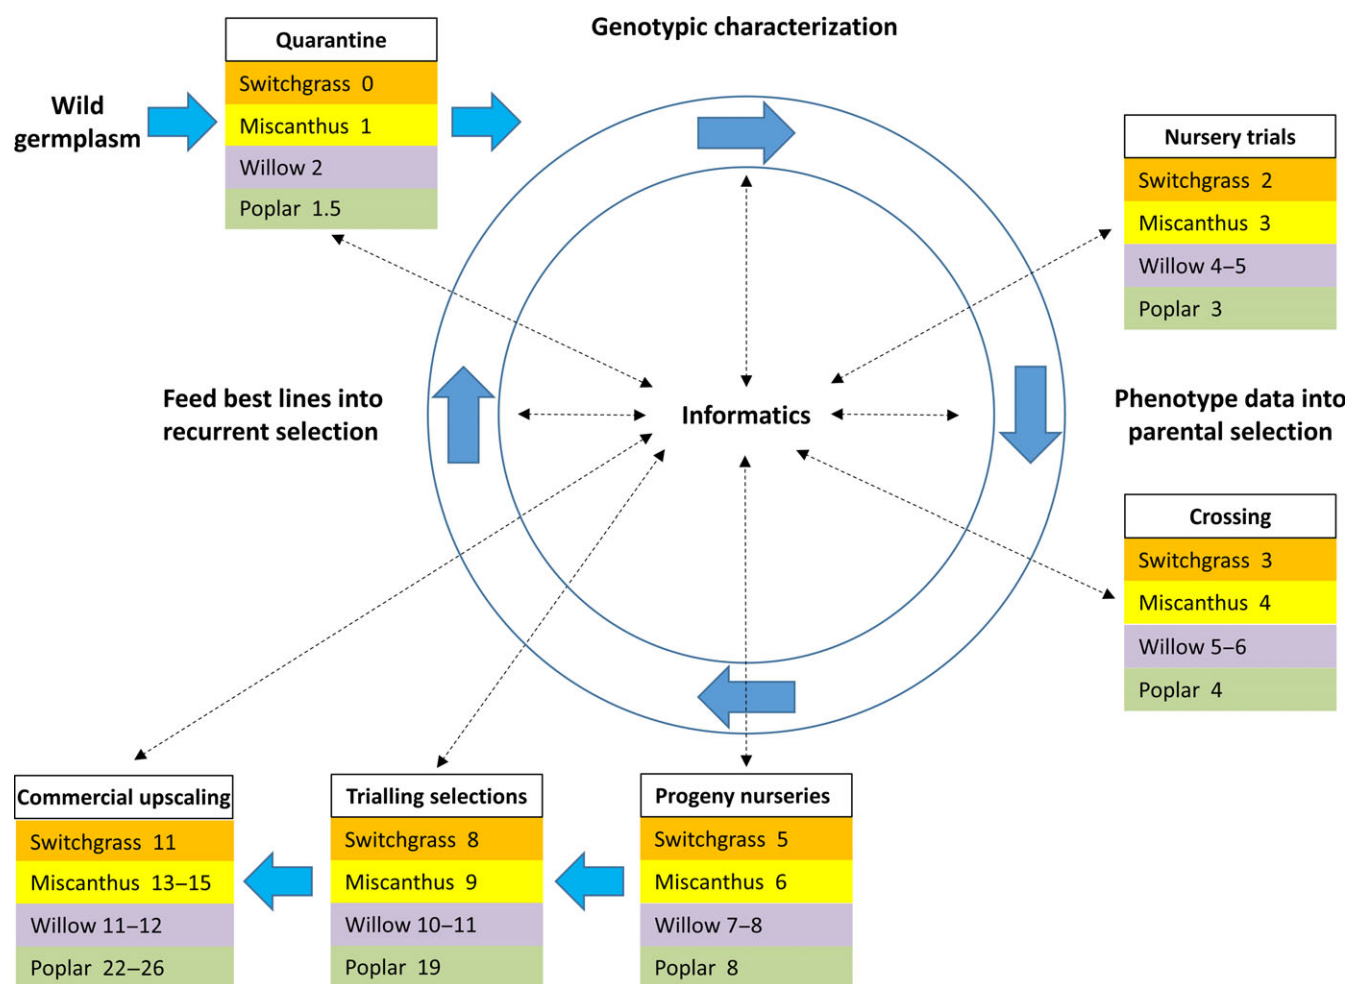 Genotypic characterization
Wild
germplasm
Quarantine
Switchgrass 0
Miscanthus 1
Willow 2
Poplar 1.5
Nursery trials
Switchgrass 2
Miscanthus 3
Willow 4–5
Poplar 3
Feed best lines into
recurrent selection
Informatics
Phenotype data into
parental selection
Crossing
Switchgrass 3
Miscanthus 4
Willow 5–6
Poplar 4
Commercial upscaling
Switchgrass 11
Miscanthus 13–15
Willow 11–12
Poplar 22–26
Trialling selections
Switchgrass 8
Miscanthus 9
Willow 10–11
Poplar 19
Progeny nurseries
Switchgrass 5
Miscanthus 6
Willow 7–8
Poplar 8